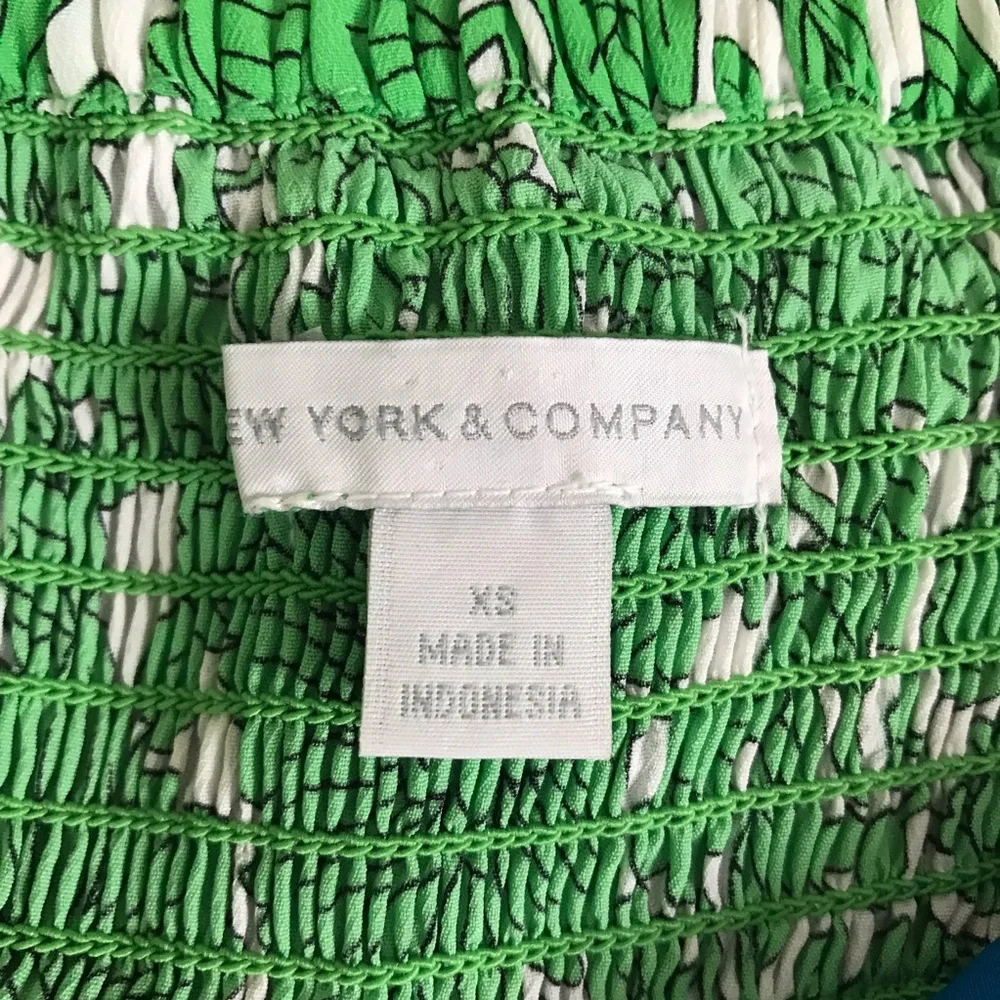 EW YORK & COMPANY
XS
MADE IN
INDONESIA